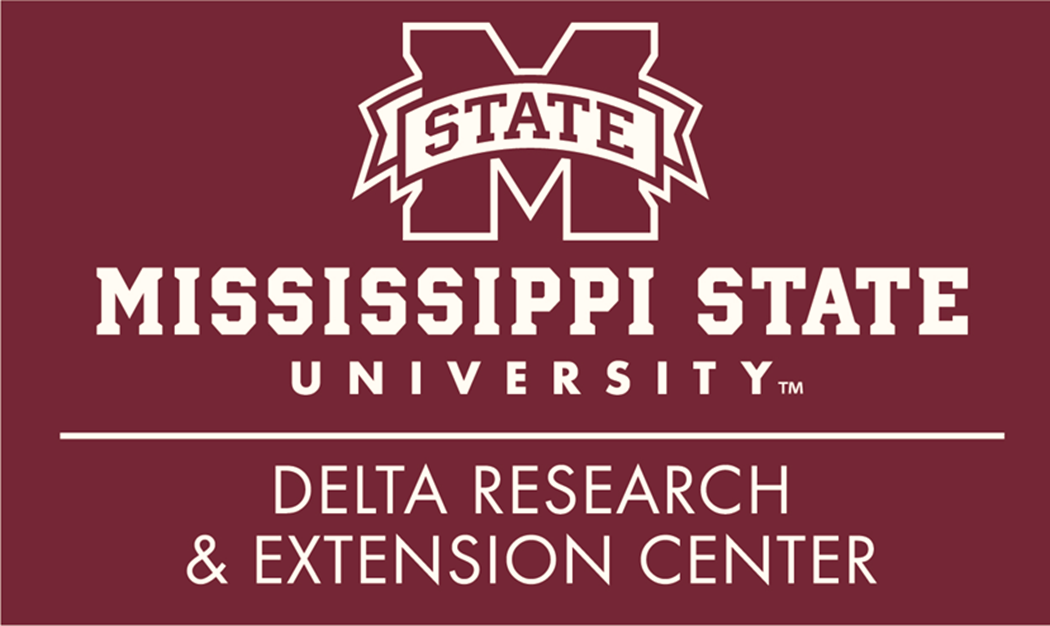 STATE
MISSISSIPPI STATE
UNIVERSITY™
DELTA RESEARCH
& EXTENSION CENTER